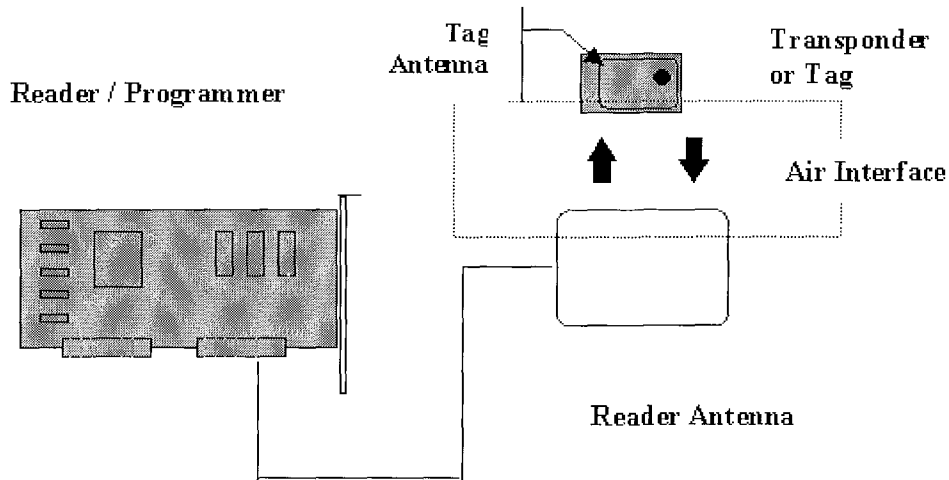 Tag
Antenna
Transponder
or Tag
Reader / Programmer
Air Interface
Reader Antenna